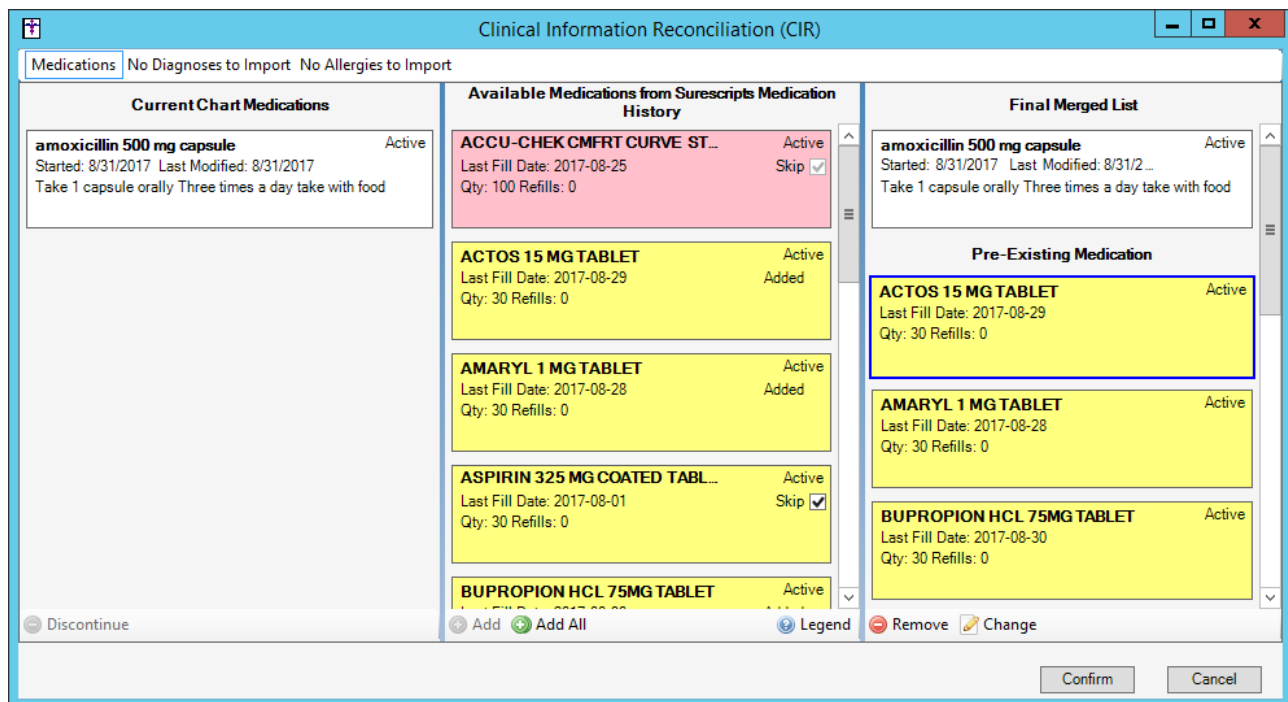 Clinical Information Reconciliation (CIR)
Medications No Diagnoses to Import No Allergies to Import
Current Chart Medications
amoxicillin 500 mg capsule Active
Started: 8/31/2017 Last Modified: 8/31/2017
Take 1 capsule orally Three times a day take with food
Discontinue
Available Medications from Surescripts Medication
History
ACCU-CHEK CMFRT CURVE ST... Active
Last Fill Date: 2017-08-25 Skip
Qty: 100 Refills: 0
ACTOS 15 MG TABLET Active
Last Fill Date: 2017-08-29 Added
Qty: 30 Refills: 0
AMARYL 1 MG TABLET Active
Last Fill Date: 2017-08-28 Added
Qty: 30 Refills: 0
ASPIRIN 325 MG COATED TABL... Active
Last Fill Date: 2017-08-01 Skip
Qty: 30 Refills: 0
BUPROPION HCL 75MG TABLET Active
Add Add All Legend
Final Merged List
amoxicillin 500 mg capsule Active
Started: 8/31/2017 Last Modified: 8/31/2...
Take 1 capsule orally Three times a day take with food
Pre-Existing Medication
ACTOS 15 MG TABLET Active
Last Fill Date: 2017-08-29
Qty: 30 Refills: 0
AMARYL 1 MG TABLET Active
Last Fill Date: 2017-08-28
Qty: 30 Refills: 0
BUPROPION HCL 75MG TABLET Active
Last Fill Date: 2017-08-30
Qty: 30 Refills: 0
Remove Change
Confirm Cancel